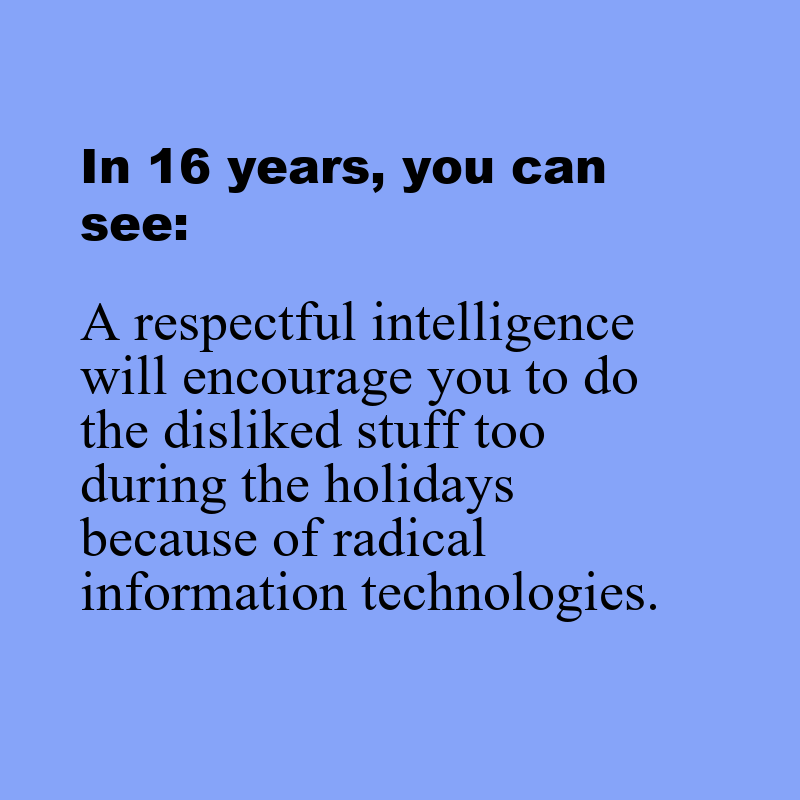 In 16 years, you can
see:
A respectful intelligence
will encourage you to do
the disliked stuff too
during the holidays
because of radical
information technologies.